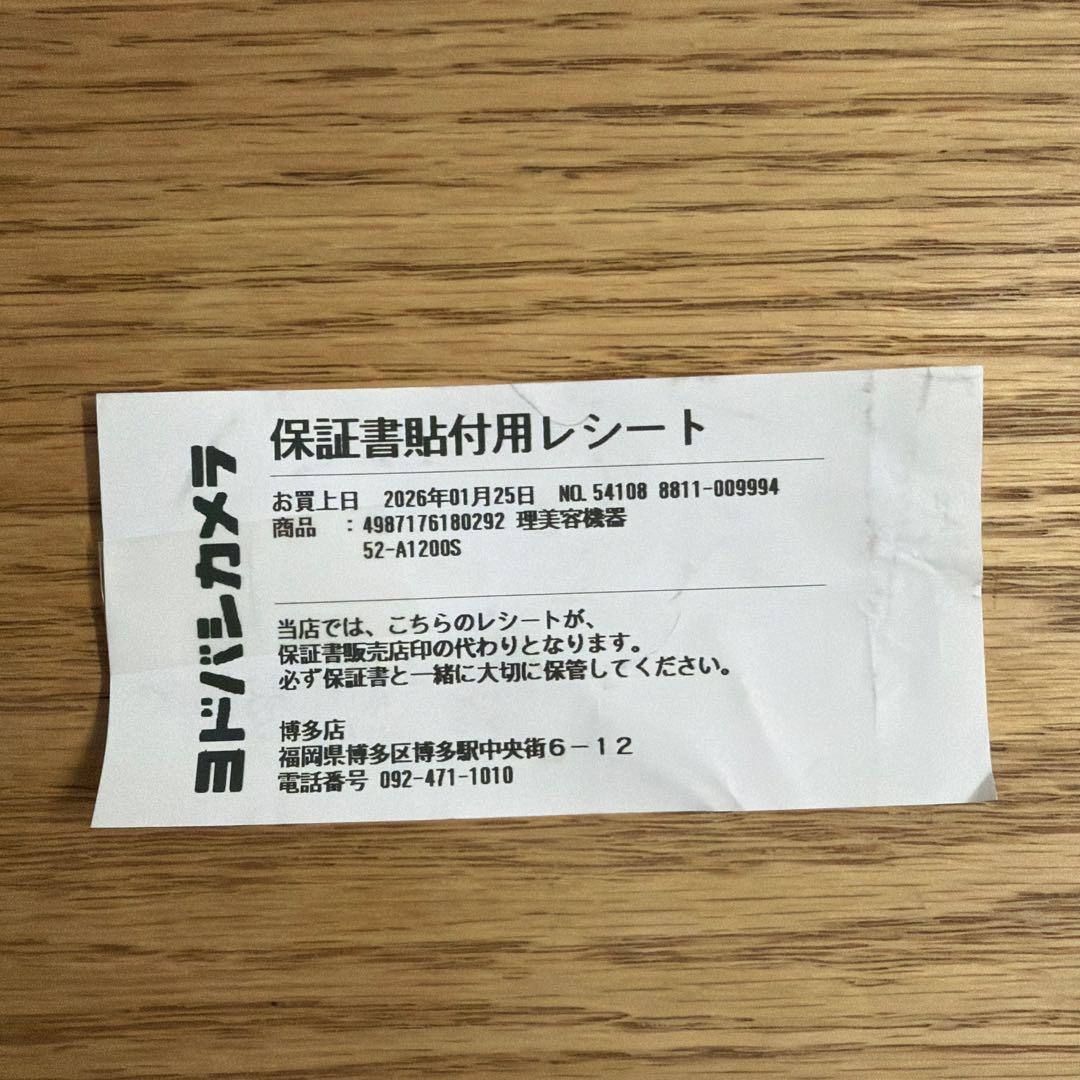 ヨドバシカメラ
保証書貼付用レシート
お買上日 2026年01月25日 NO.54108 8811-009994
商品 : 4987176180292 理美容機器
52-A1200S
当店では、こちらのレシートが、
保証書販売店印の代わりとなります。
必ず保証書と一緒に大切に保管してください。
博多店
福岡県博多区博多駅中央街6-12
電話番号 092-471-1010